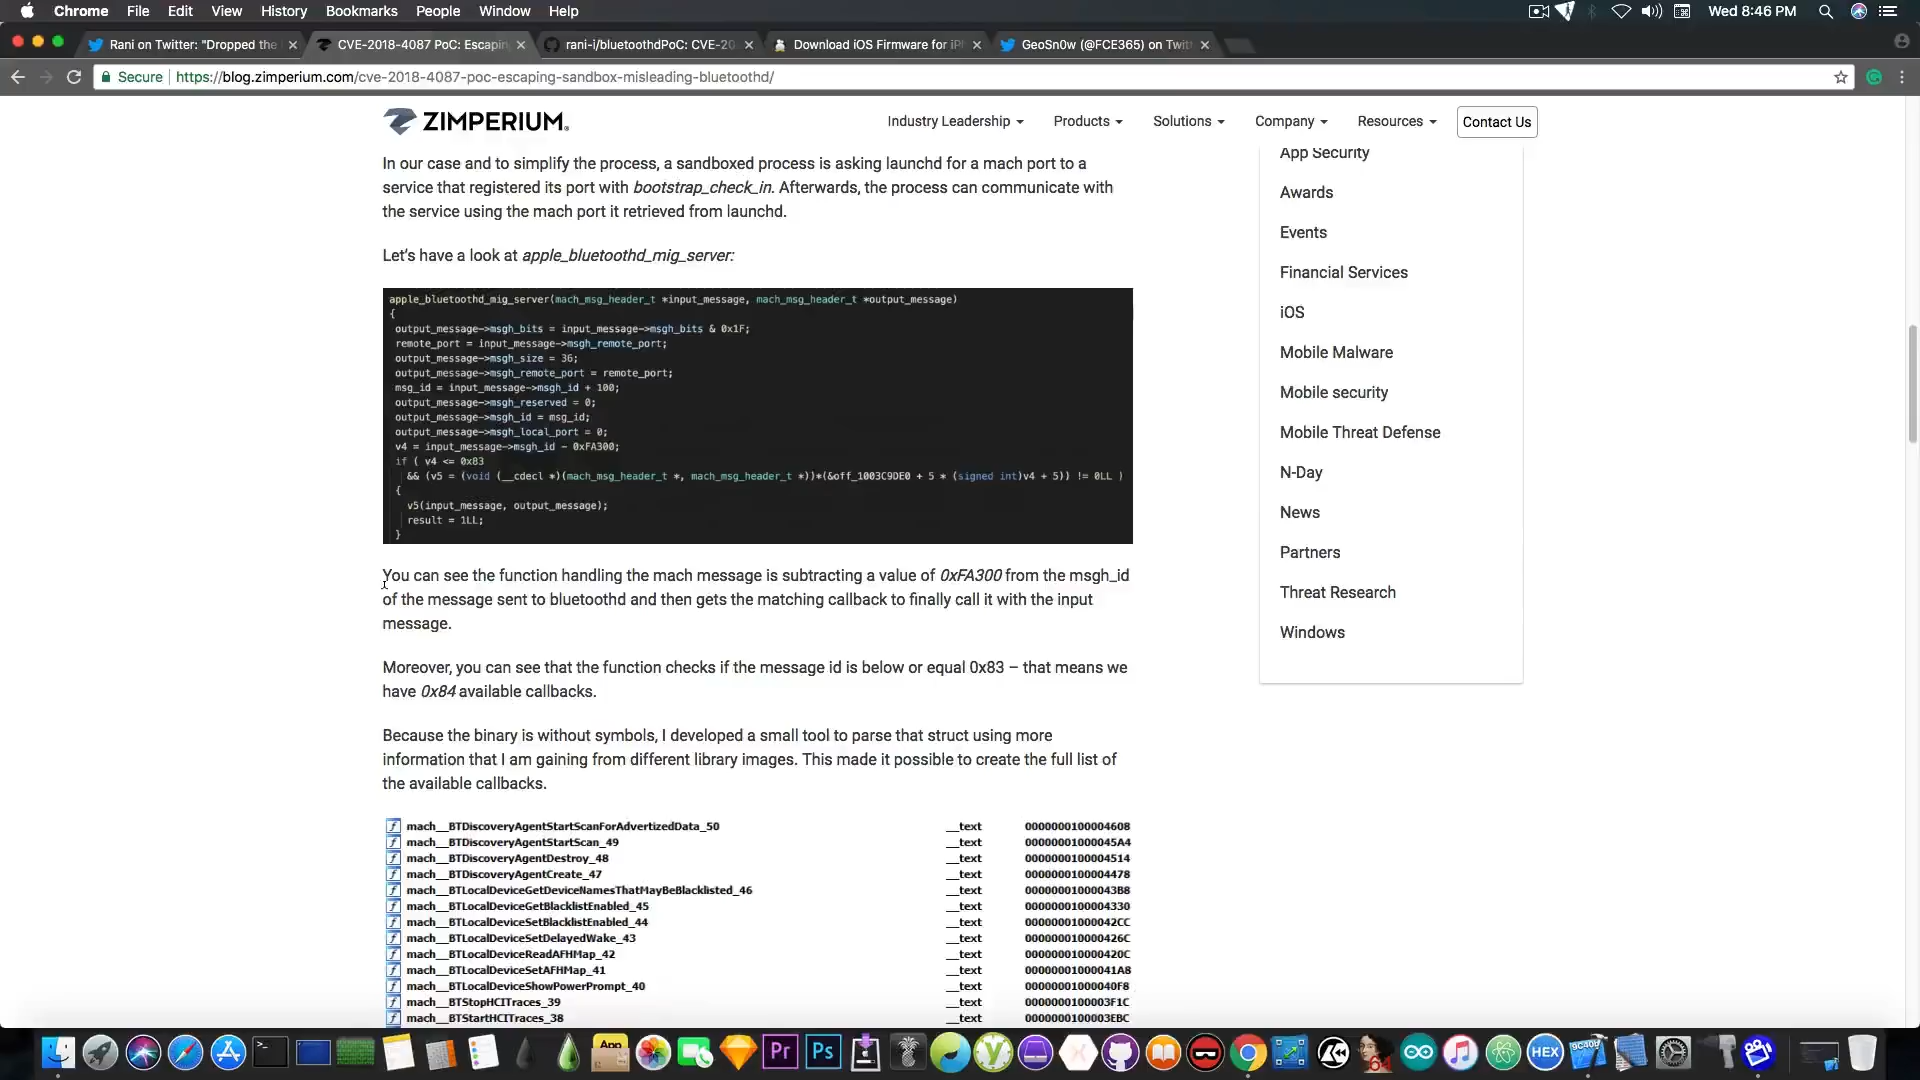 Chrome File Edit View History Bookmarks People Window Help Wed 8:46 PM
Rani on Twitter: "Dropped the CVE-2018-4087 PoC: Escaping rani-i/bluetoothdPoC: CVE-20 Download iOS Firmware for iPh GeoSn0w (@FCE365) on Twitt
Secure https://blog.zimperium.com/cve-2018-4087-poc-escaping-sandbox-misleading-bluetoothd/
ZIMPERIUM. Industry Leadership Products Solutions Company Resources Contact Us
In our case and to simplify the process, a sandboxed process is asking launchd for a mach port to a
service that registered its port with bootstrap_check_in. Afterwards, the process can communicate with
the service using the mach port it retrieved from launchd.
Let's have a look at apple_bluetoothd_mig_server:
apple_bluetoothd_mig_server(mach_msg_header_t *input_message, mach_msg_header_t *output_message)
{
output_message->msgh_bits = input_message->msgh_bits & 0x1F;
remote_port = input_message->msgh_remote_port;
output_message->msgh_size = 36;
output_message->msgh_remote_port = remote_port;
msg_id = input_message->msgh_id + 100;
output_message->msgh_reserved = 0;
output_message->msgh_id = msg_id;
output_message->msgh_local_port = 0;
v4 = input_message->msgh_id - 0xFA300;
if ( v4 <= 0x83
&& (v5 = (void (__cdecl *)(mach_msg_header_t *, mach_msg_header_t *))*(&off_1003C9DE0 + 5 * (signed int)v4 + 5)) != 0LL )
{
v5(input_message, output_message);
result = 1LL;
}
You can see the function handling the mach message is subtracting a value of 0xFA300 from the msgh_id
of the message sent to bluetoothd and then gets the matching callback to finally call it with the input
message.
Moreover, you can see that the function checks if the message id is below or equal 0x83 – that means we
have 0x84 available callbacks.
Because the binary is without symbols, I developed a small tool to parse that struct using more
information that I am gaining from different library images. This made it possible to create the full list of
the available callbacks.
f mach__BTDiscoveryAgentStartScanForAdvertizedData_50 __text 0000000100004608
f mach__BTDiscoveryAgentStartScan_49 __text 00000001000045A4
f mach__BTDiscoveryAgentDestroy_48 __text 0000000100004514
f mach__BTDiscoveryAgentCreate_47 __text 0000000100004478
f mach__BTLocalDeviceGetDeviceNamesThatMayBeBlacklisted_46 __text 00000001000043B8
f mach__BTLocalDeviceGetBlacklistEnabled_45 __text 0000000100004330
f mach__BTLocalDeviceSetBlacklistEnabled_44 __text 00000001000042CC
f mach__BTLocalDeviceSetDelayedWake_43 __text 000000010000426C
f mach__BTLocalDeviceReadAFHMap_42 __text 000000010000420C
f mach__BTLocalDeviceSetAFHMap_41 __text 00000001000041A8
f mach__BTLocalDeviceShowPowerPrompt_40 __text 00000001000040F8
f mach__BTStopHCITraces_39 __text 0000000100003F1C
f mach__BTStartHCITraces_38 __text 0000000100003EBC
App Security
Awards
Events
Financial Services
iOS
Mobile Malware
Mobile security
Mobile Threat Defense
N-Day
News
Partners
Threat Research
Windows
App Pr Ps 64 HEX